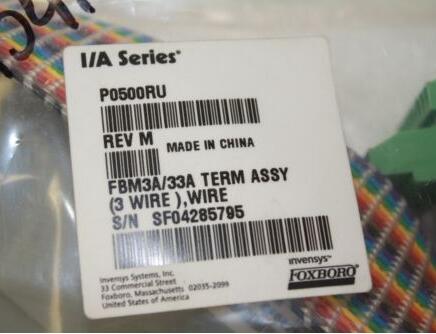 I/A Series®
P0500RU
REV M MADE IN CHINA
FBM3A/33A TERM ASSY
(3 WIRE ),WIRE
S/N SF04285795
invensys™
FOXBORO®
Invensys Systems, Inc.
33 Commercial Street
Foxboro, Massachusetts 02035-2099
United States of America